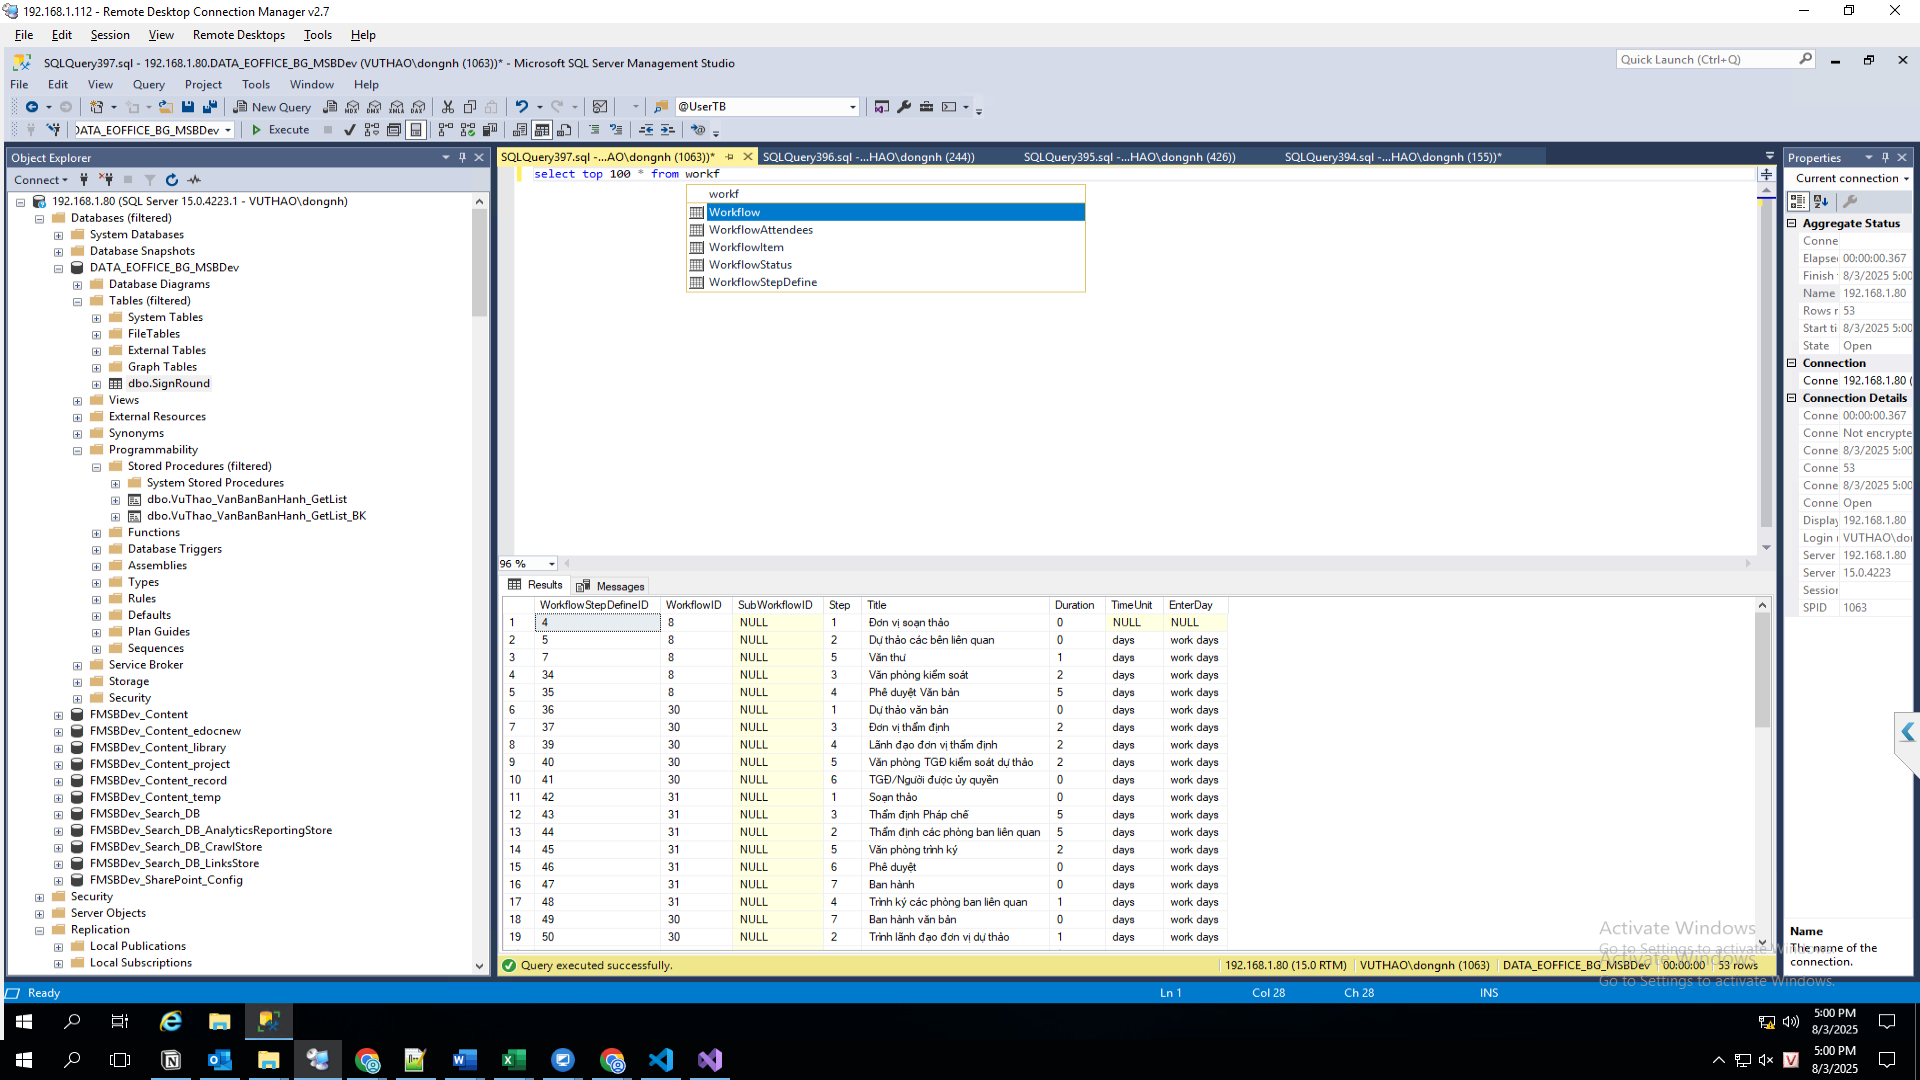 192.168.1.112 - Remote Desktop Connection Manager v2.7
File Edit Session View Remote Desktops Tools Help
SQLQuery397.sql - 192.168.1.80.DATA_EOFFICE_BG_MSBDev (VUTHAO\dongnh (1063))* - Microsoft SQL Server Management Studio
Quick Launch (Ctrl+Q)
File Edit View Query Project Tools Window Help
New Query
@UserTB
DATA_EOFFICE_BG_MSBDev
Execute
Object Explorer
Connect
192.168.1.80 (SQL Server 15.0.4223.1 - VUTHAO\dongnh)
Databases (filtered)
System Databases
Database Snapshots
DATA_EOFFICE_BG_MSBDev
Database Diagrams
Tables (filtered)
System Tables
FileTables
External Tables
Graph Tables
dbo.SignRound
Views
External Resources
Synonyms
Programmability
Stored Procedures (filtered)
System Stored Procedures
dbo.VuThao_VanBanBanHanh_GetList
dbo.VuThao_VanBanBanHanh_GetList_BK
Functions
Database Triggers
Assemblies
Types
Rules
Defaults
Plan Guides
Sequences
Service Broker
Storage
Security
FMSBDev_Content
FMSBDev_Content_edocnew
FMSBDev_Content_library
FMSBDev_Content_project
FMSBDev_Content_record
FMSBDev_Content_temp
FMSBDev_Search_DB
FMSBDev_Search_DB_AnalyticsReportingStore
FMSBDev_Search_DB_CrawlStore
FMSBDev_Search_DB_LinksStore
FMSBDev_SharePoint_Config
Security
Server Objects
Replication
Local Publications
Local Subscriptions
SQLQuery397.sql -...AO\dongnh (1063))* SQLQuery396.sql -...HAO\dongnh (244)) SQLQuery395.sql -...HAO\dongnh (426)) SQLQuery394.sql -...HAO\dongnh (155))*
select top 100 * from workf
workf
Workflow
WorkflowAttendees
WorkflowItem
WorkflowStatus
WorkflowStepDefine
96 %
Results Messages
WorkflowStepDefineID WorkflowID SubWorkflowID Step Title Duration TimeUnit EnterDay
1 4 8 NULL 1 Đơn vị soạn thảo 0 NULL NULL
2 5 8 NULL 2 Dự thảo các bên liên quan 0 days work days
3 7 8 NULL 5 Văn thư 1 days work days
4 34 8 NULL 3 Văn phòng kiểm soát 2 days work days
5 35 8 NULL 4 Phê duyệt Văn bản 5 days work days
6 36 30 NULL 1 Dự thảo văn bản 0 days work days
7 37 30 NULL 3 Đơn vị thẩm định 2 days work days
8 39 30 NULL 4 Lãnh đạo đơn vị thẩm định 2 days work days
9 40 30 NULL 5 Văn phòng TGĐ kiểm soát dự thảo 2 days work days
10 41 30 NULL 6 TGĐ/Người được ủy quyền 0 days work days
11 42 31 NULL 1 Soạn thảo 0 days work days
12 43 31 NULL 3 Thẩm định Pháp chế 5 days work days
13 44 31 NULL 2 Thẩm định các phòng ban liên quan 5 days work days
14 45 31 NULL 5 Văn phòng trình ký 2 days work days
15 46 31 NULL 6 Phê duyệt 0 days work days
16 47 31 NULL 7 Ban hành 0 days work days
17 48 31 NULL 4 Trình ký các phòng ban liên quan 1 days work days
18 49 30 NULL 7 Ban hành văn bản 0 days work days
19 50 30 NULL 2 Trình lãnh đạo đơn vị dự thảo 1 days work days
Query executed successfully. 192.168.1.80 (15.0 RTM) VUTHAO\dongnh (1063) DATA_EOFFICE_BG_MSBDev 00:00:00 53 rows
Properties
Current connection
Aggregate Status
Conne
Elapse 00:00:00.367
Finish 8/3/2025 5:00
Name 192.168.1.80
Rows r 53
Start ti 8/3/2025 5:00
State Open
Connection
Conne 192.168.1.80 (
Connection Details
Conne 00:00:00.367
Conne Not encrypte
Conne 8/3/2025 5:00
Conne 53
Conne 8/3/2025 5:00
Conne Open
Display 192.168.1.80
Login VUTHAO\do
Server 192.168.1.80
Server 15.0.4223
Session
SPID 1063
Name
The name of the connection.
Activate Windows
Go to Settings to activate Windows.
Activate Windows
Go to Settings to activate Windows.
Ready Ln 1 Col 28 Ch 28 INS
5:00 PM
8/3/2025
5:00 PM
8/3/2025